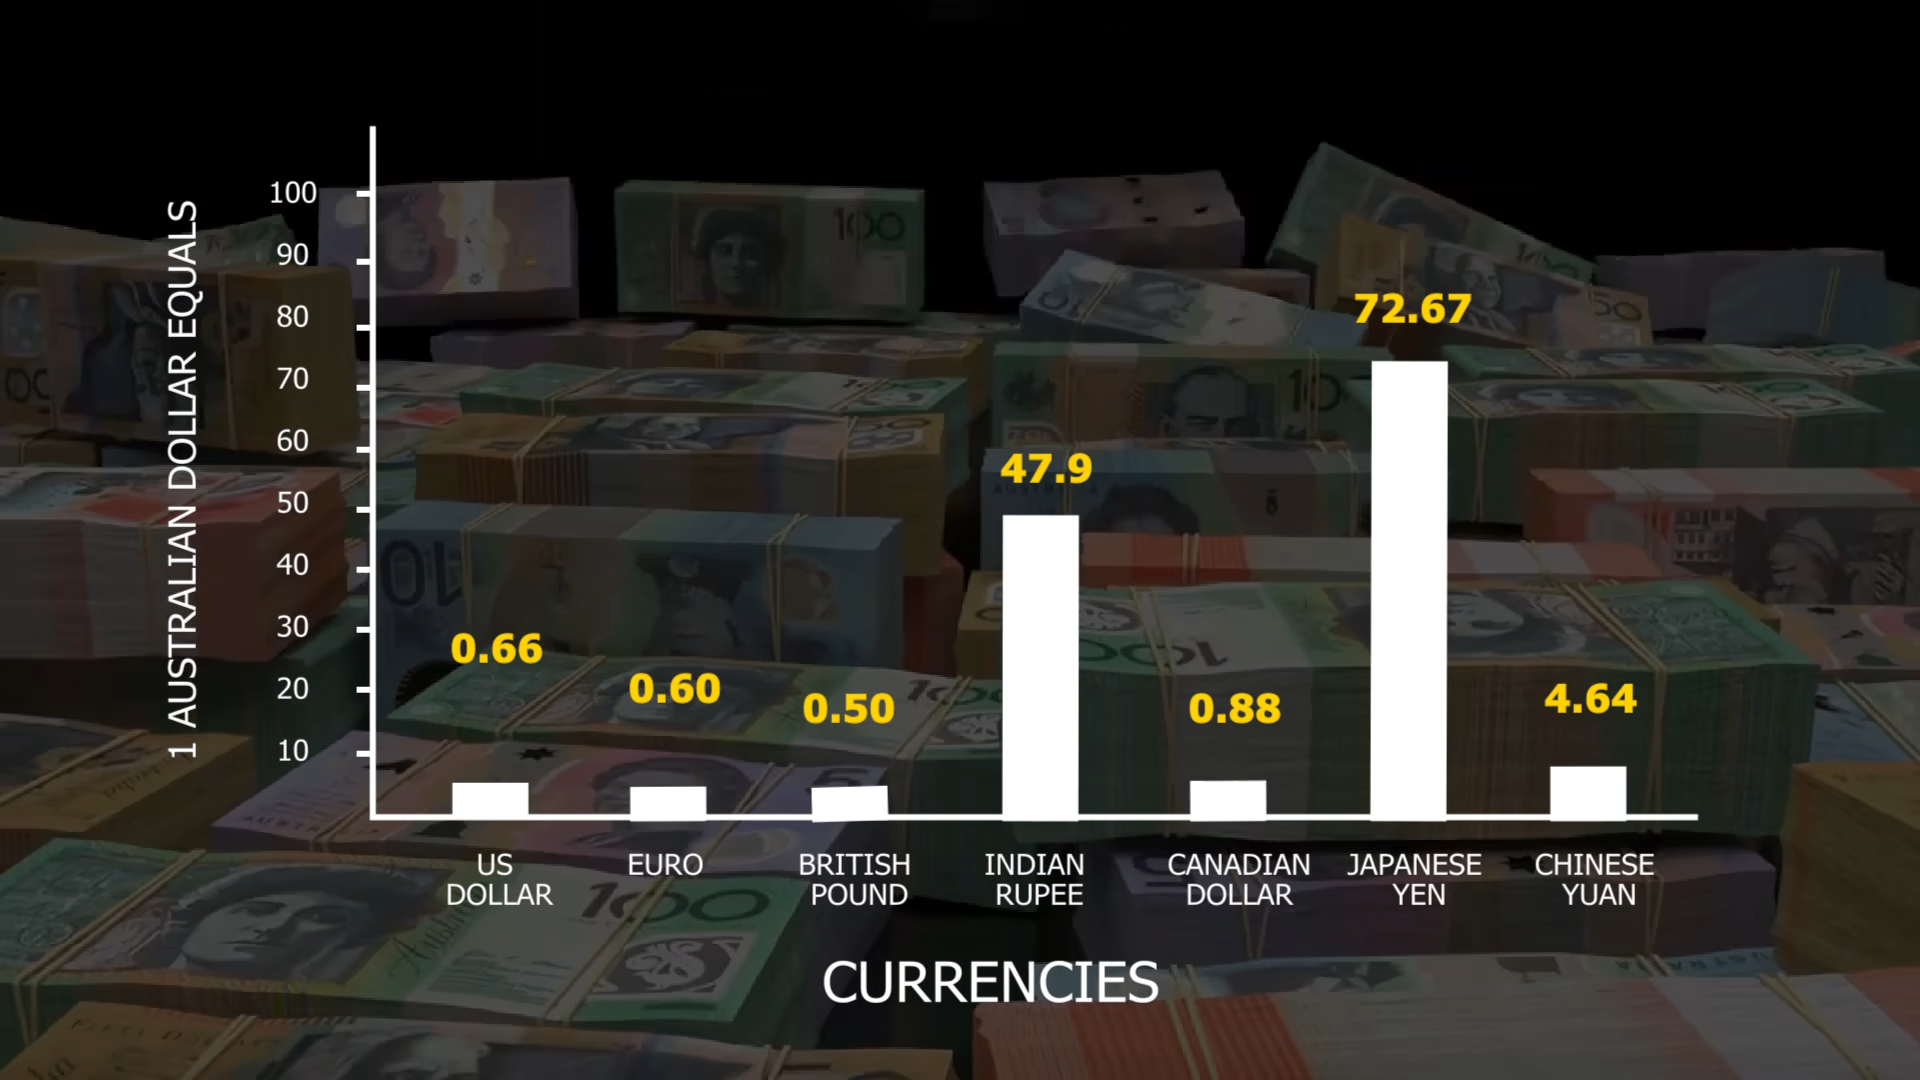 1 AUSTRALIAN DOLLAR EQUALS
100
90
80
70
60
50
40
30
20
10
0.66
0.60
0.50
47.9
0.88
72.67
4.64
US
DOLLAR
EURO
BRITISH
POUND
INDIAN
RUPEE
CANADIAN
DOLLAR
JAPANESE
YEN
CHINESE
YUAN
CURRENCIES